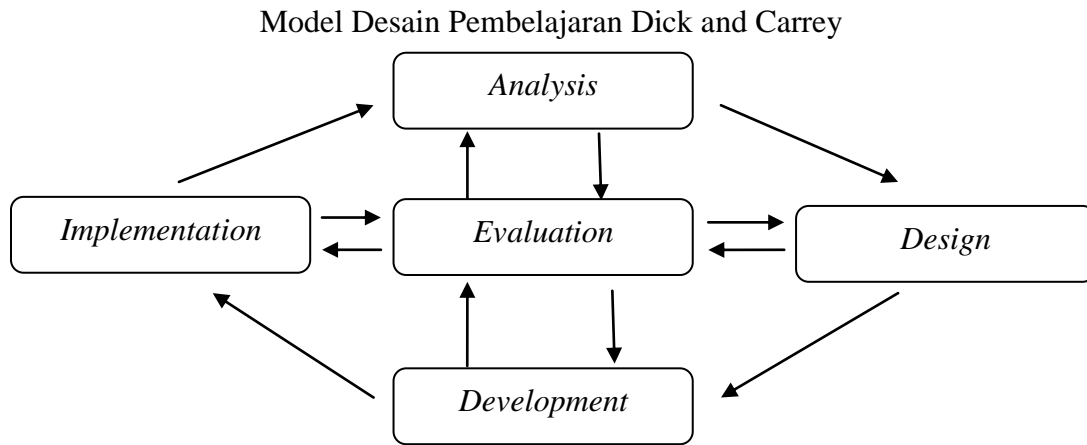 Model Desain Pembelajaran Dick and Carrey
Analysis
Implementation
Evaluation
Design
Development